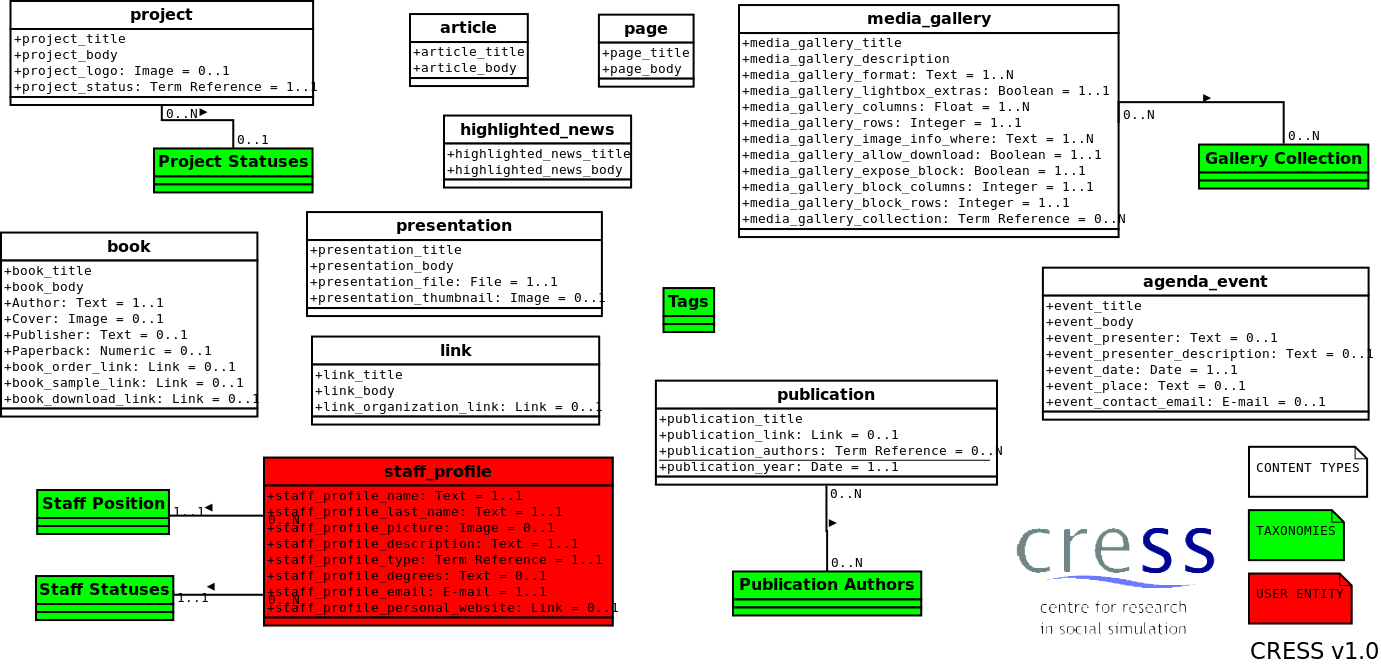 project
+project_title
+project_body
+project_logo: Image = 0..1
+project_status: Term Reference = 1..1
0..N
0..1
Project Statuses
article
+article_title
+article_body
page
+page_title
+page_body
highlighted_news
+highlighted_news_title
+highlighted_news_body
media_gallery
+media_gallery_title
+media_gallery_description
+media_gallery_format: Text = 1..N
+media_gallery_lightbox_extras: Boolean = 1..1
+media_gallery_columns: Float = 1..N
+media_gallery_rows: Integer = 1..1
+media_gallery_image_info_where: Text = 1..N
+media_gallery_allow_download: Boolean = 1..1
+media_gallery_expose_block: Boolean = 1..1
+media_gallery_block_columns: Integer = 1..1
+media_gallery_block_rows: Integer = 1..1
+media_gallery_collection: Term Reference = 0..N
0..N
0..N
Gallery Collection
book
+book_title
+book_body
+Author: Text = 1..1
+Cover: Image = 0..1
+Publisher: Text = 0..1
+Paperback: Numeric = 0..1
+book_order_link: Link = 0..1
+book_sample_link: Link = 0..1
+book_download_link: Link = 0..1
presentation
+presentation_title
+presentation_body
+presentation_file: File = 1..1
+presentation_thumbnail: Image = 0..1
link
+link_title
+link_body
+link_organization_link: Link = 0..1
Tags
agenda_event
+event_title
+event_body
+event_presenter: Text = 0..1
+event_presenter_description: Text = 0..1
+event_date: Date = 1..1
+event_place: Text = 0..1
+event_contact_email: E-mail = 0..1
publication
+publication_title
+publication_link: Link = 0..1
+publication_authors: Term Reference = 0..N
+publication_year: Date = 1..1
0..N
0..N
Publication Authors
staff_profile
+staff_profile_name: Text = 1..1
+staff_profile_last_name: Text = 1..1
+staff_profile_picture: Image = 0..1
+staff_profile_description: Text = 1..1
+staff_profile_type: Term Reference = 1..1
+staff_profile_degrees: Text = 0..1
+staff_profile_email: E-mail = 1..1
+staff_profile_personal_website: Link = 0..1
Staff Position
1..1
0..N
Staff Statuses
1..1
0..N
CONTENT TYPES
TAXONOMIES
USER ENTITY
cress
centre for research
in social simulation
CRESS v1.0